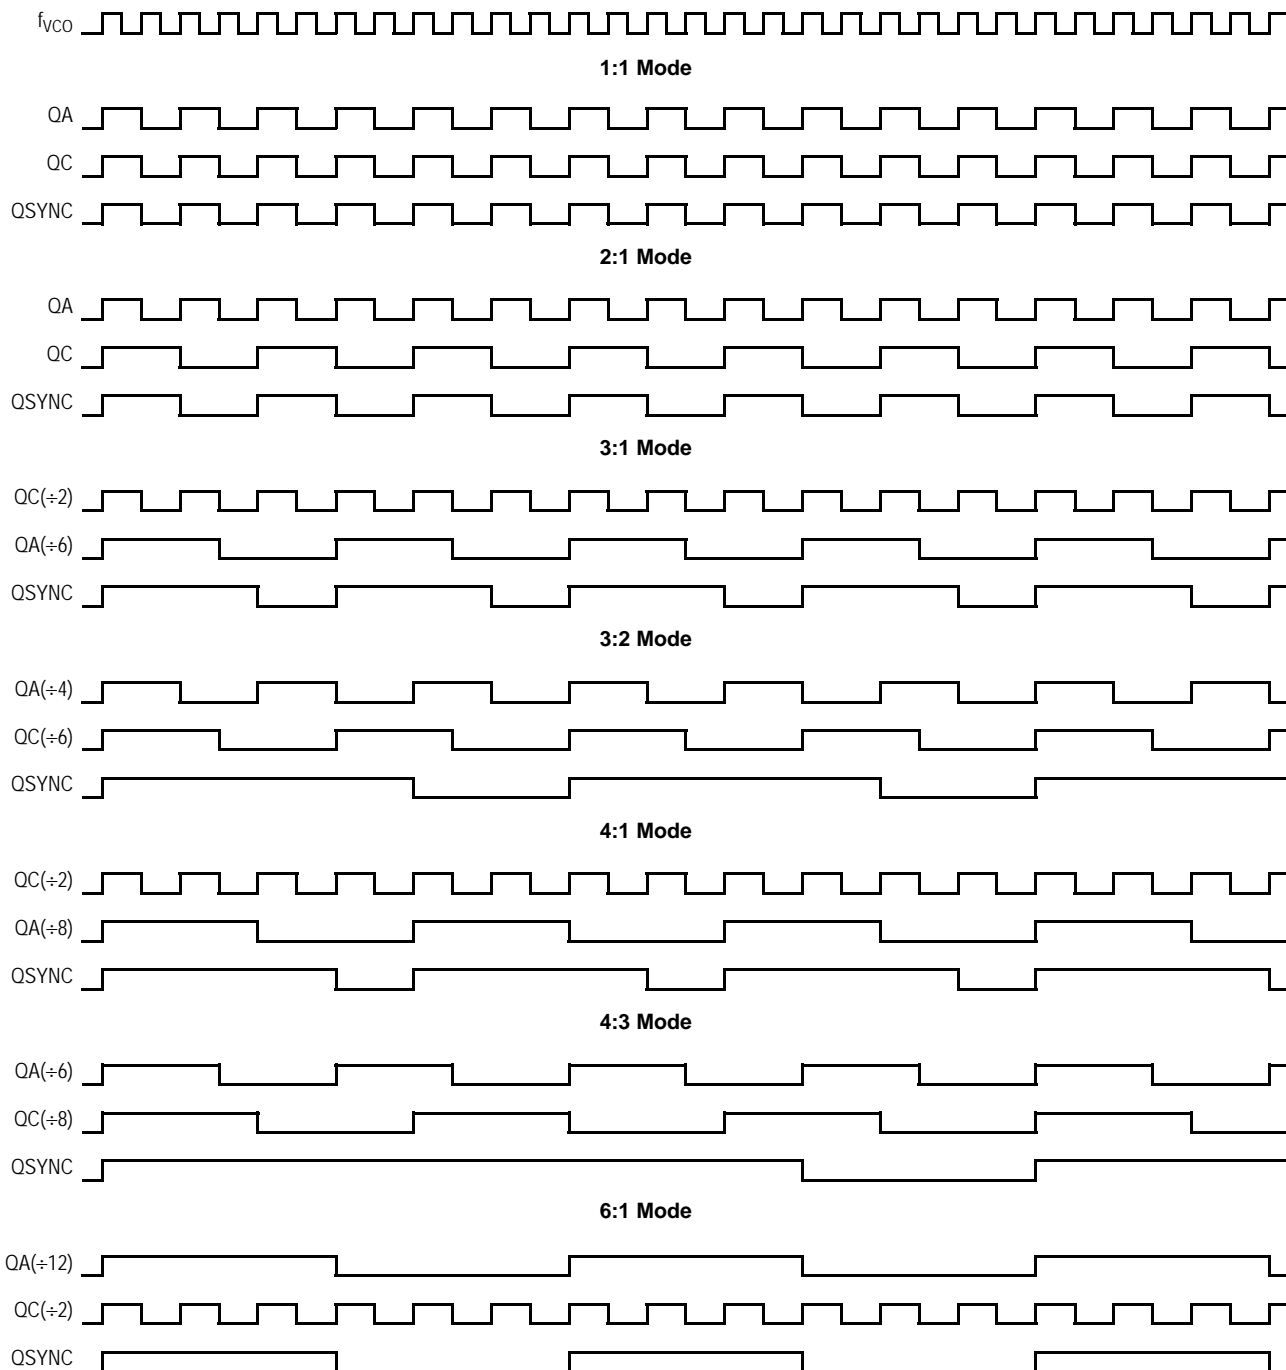 fVCO
1:1 Mode
QA
QC
QSYNC
2:1 Mode
QA
QC
QSYNC
3:1 Mode
QC(÷2)
QA(÷6)
QSYNC
3:2 Mode
QA(÷4)
QC(÷6)
QSYNC
4:1 Mode
QC(÷2)
QA(÷8)
QSYNC
4:3 Mode
QA(÷6)
QC(÷8)
QSYNC
6:1 Mode
QA(÷12)
QC(÷2)
QSYNC